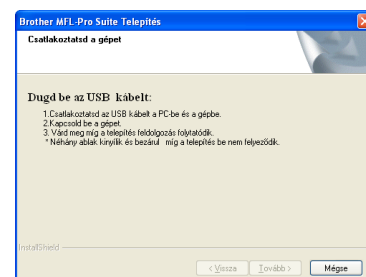 Brother MFL-Pro Suite Telepítés
Csatlakoztatsd a gépet
Dugd be az USB kábelt:
1.Csatlakoztatsd az USB kábelt a PC-be és a gépbe.
2.Kapcsold be a gépet.
3. Várd meg míg a telepítés feldolgozás folytatódik.
* Néhány ablak kinyílik és bezárul míg a telepítés be nem felyeződik.
InstallShield
< Vissza Tovább > Mégse